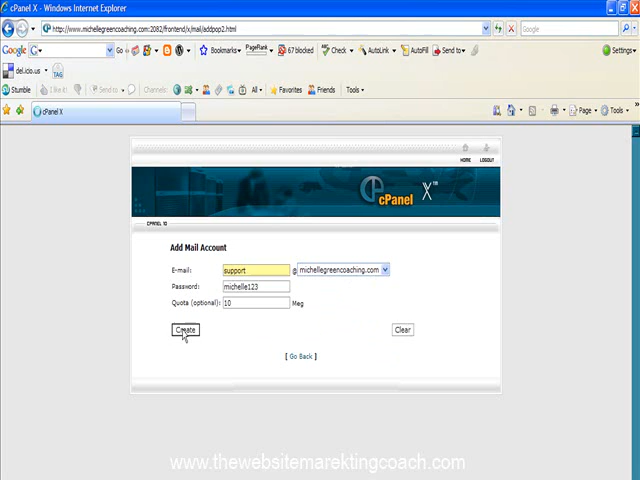 cPanel X - Windows Internet Explorer
http://www.michellegreencoaching.com:2082/frontend/x/mail/addpop2.html
Google
Google G Go Bookmarks PageRank 67 blocked Check AutoLink AutoFill Send to Settings
del.icio.us TAG
Stumble I like it! Send to Channels: All Favorites Friends Tools
cPanel X Page Tools
HOME LOGOUT
cPanel X
CPANEL 10
Add Mail Account
E-mail: support @ michellegreencoaching.com
Password: michelle123
Quota (optional): 10 Meg
Create Clear
[ Go Back ]
www.thewebsitemarektingcoach.com